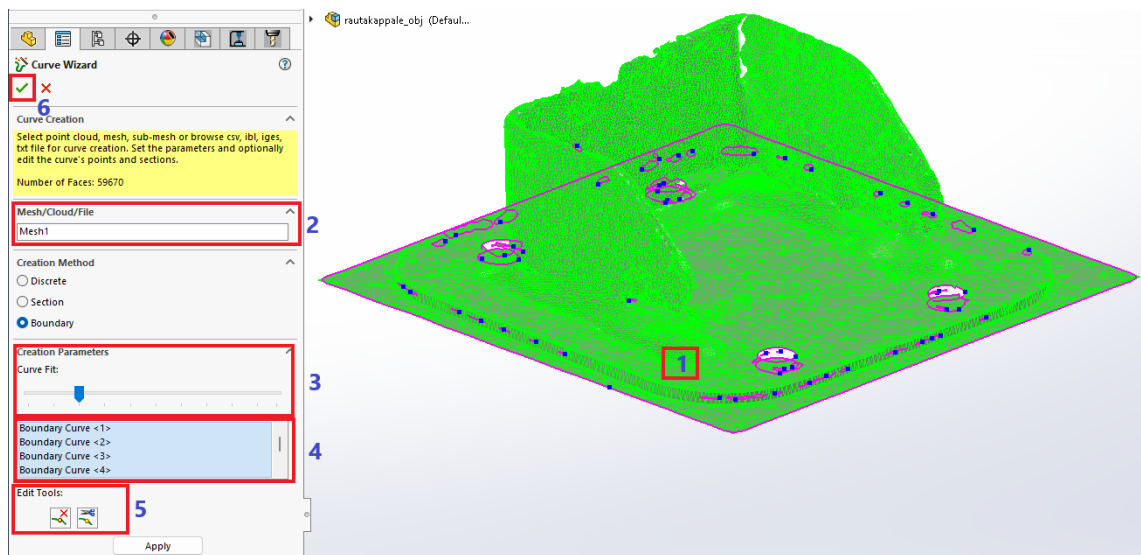 rautakappale_obj (Defaul...
Curve Wizard
6
Curve Creation
Select point cloud, mesh, sub-mesh or browse csv, ibl, iges,
txt file for curve creation. Set the parameters and optionally
edit the curve's points and sections.
Number of Faces: 59670
Mesh/Cloud/File
Mesh1
2
Creation Method
Discrete
Section
Boundary
Creation Parameters
Curve Fit:
3
Boundary Curve <1>
Boundary Curve <2>
Boundary Curve <3>
Boundary Curve <4>
4
Edit Tools:
5
Apply
1